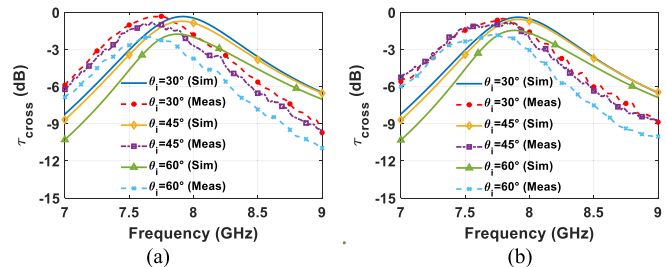 0
-3
-6
-9
-12
-15
τcross (dB)
θi=30° (Sim)
θi=30° (Meas)
θi=45° (Sim)
θi=45° (Meas)
θi=60° (Sim)
θi=60° (Meas)
7 7.5 8 8.5 9
Frequency (GHz)
(a)
0
-3
-6
-9
-12
-15
τcross (dB)
θi=30° (Sim)
θi=30° (Meas)
θi=45° (Sim)
θi=45° (Meas)
θi=60° (Sim)
θi=60° (Meas)
7 7.5 8 8.5 9
Frequency (GHz)
(b)